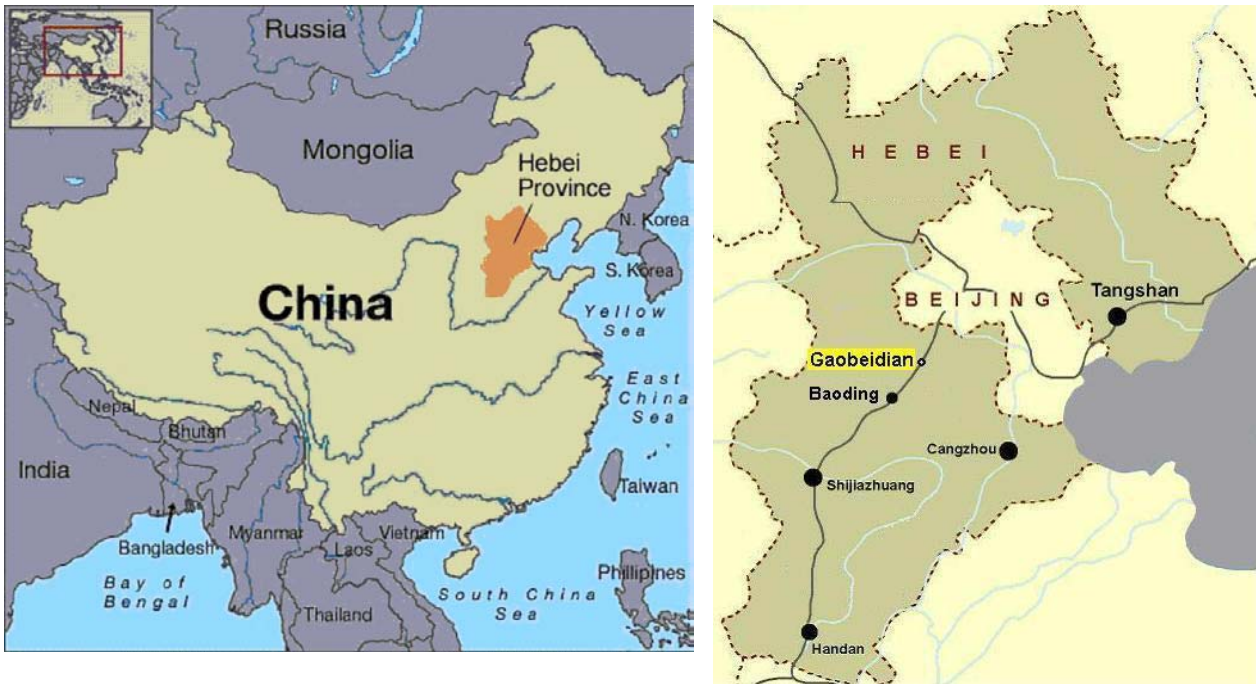 Russia
Mongolia
Hebei
Province
N. Korea
S. Korea
China
Yellow
Sea
East
China
Sea
Nepal
Bhutan
India
Taiwan
Bangladesh
Myanmar
Laos
Vietnam
Bay of
Bengal
Thailand
South China
Sea
Phillipines
HEBEI
BEIJING
Tangshan
Gaobeidian
Baoding
Cangzhou
Shijiazhuang
Handan